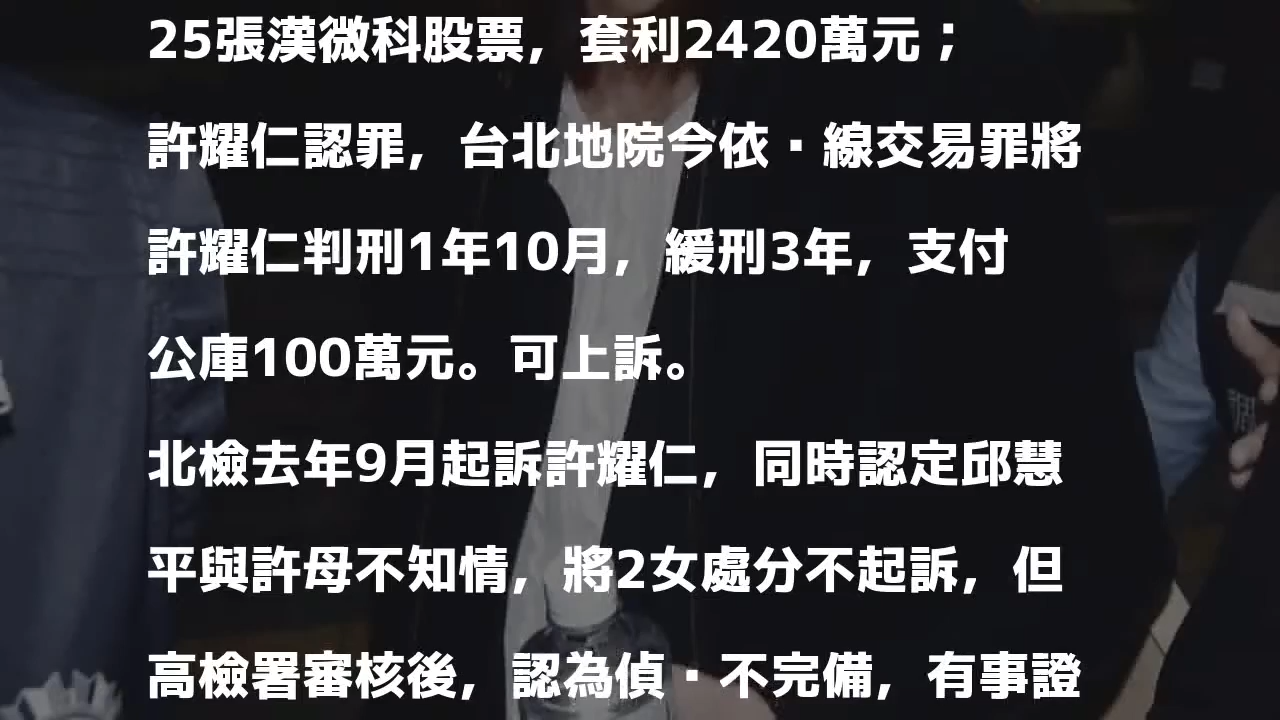 25張漢微科股票，套利2420萬元；
許耀仁認罪，台北地院今依▪線交易罪將
許耀仁判刑1年10月，緩刑3年，支付
公庫100萬元。可上訴。
北檢去年9月起訴許耀仁，同時認定邱慧
平與許母不知情，將2女處分不起訴，但
高檢署審核後，認為偵▪不完備，有事證
調